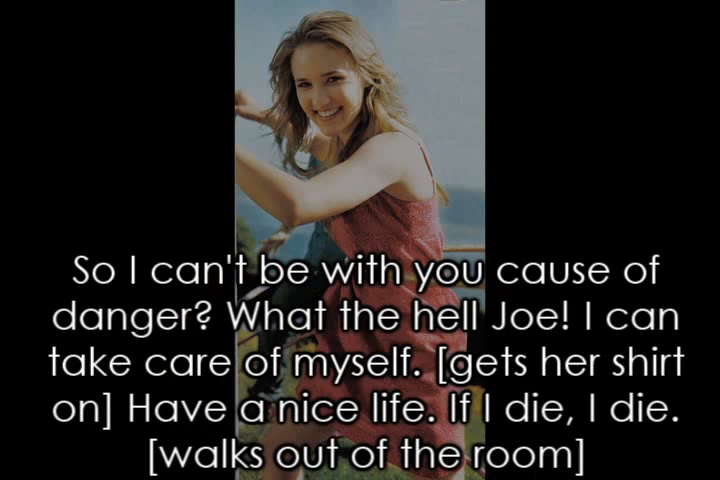 So I can't be with you cause of
danger? What the hell Joe! I can
take care of myself. [gets her shirt
on] Have a nice life. If I die, I die.
[walks out of the room]